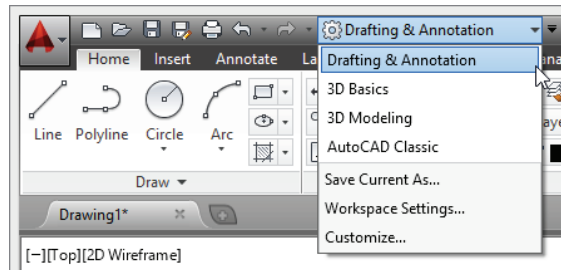 Drafting & Annotation
Home Insert Annotate
Drafting & Annotation
3D Basics
3D Modeling
AutoCAD Classic
Save Current As...
Workspace Settings...
Customize...
Line Polyline Circle Arc
Draw
Drawing1*
[−][Top][2D Wireframe]